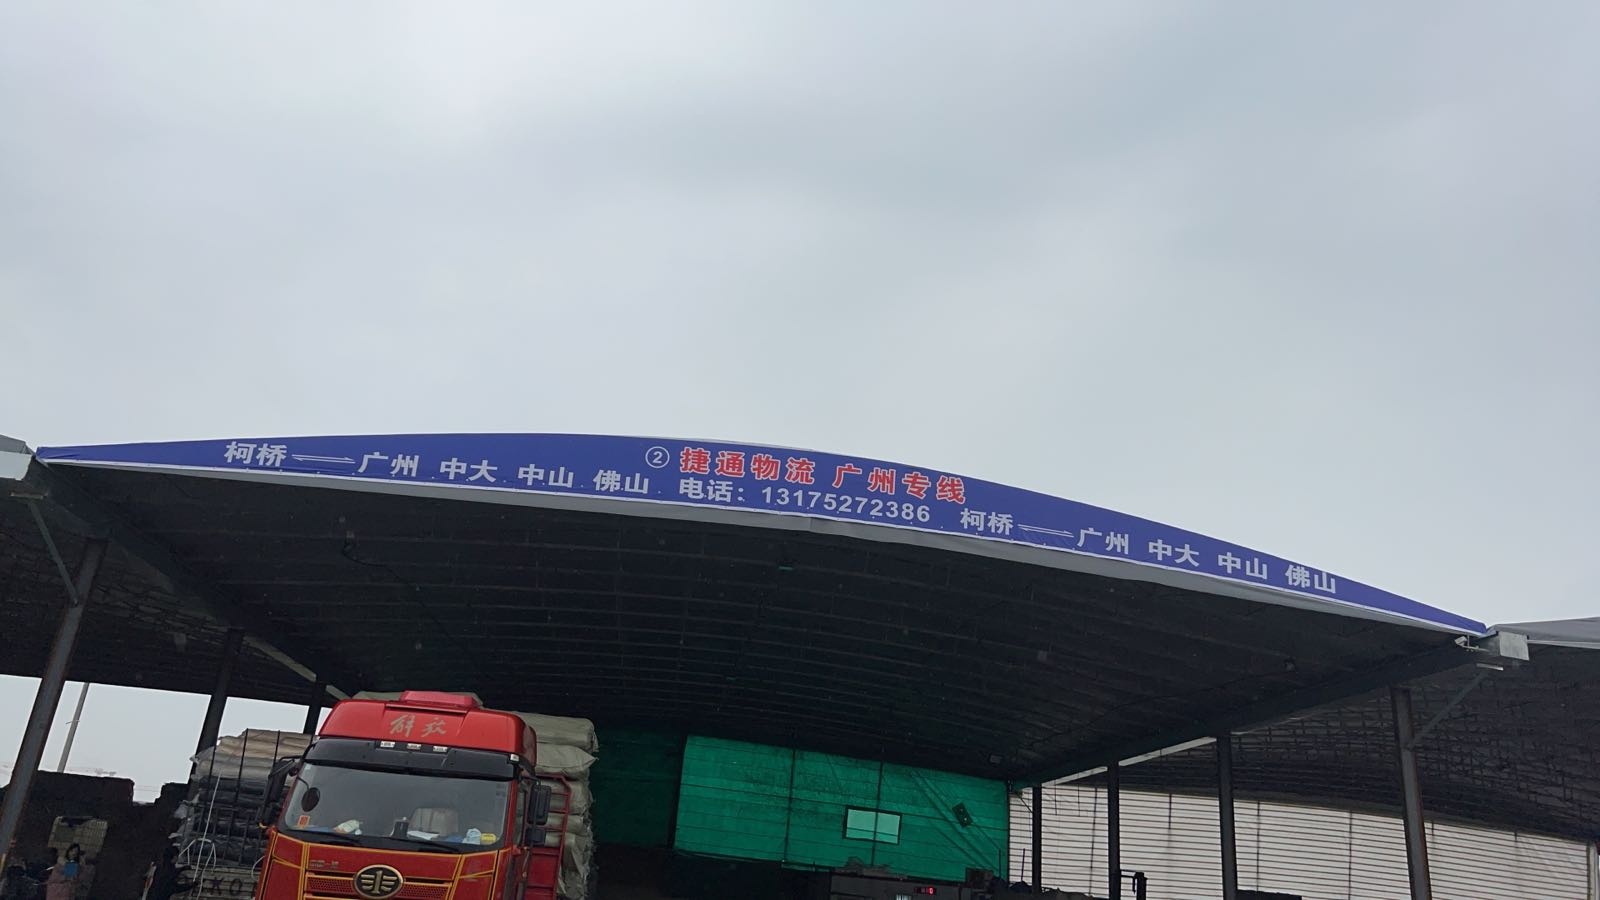 ② 捷通物流 广州专线
柯桥⇌广州 中大 中山 佛山 电话：13175272386 柯桥⇌广州 中大 中山 佛山
解放